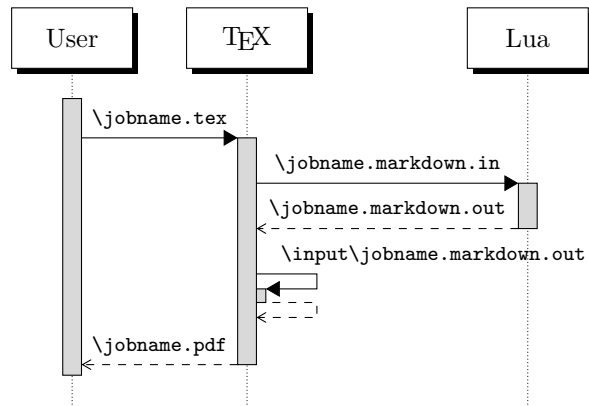 User
TEX
Lua
\jobname.tex
\jobname.markdown.in
\jobname.markdown.out
\input\jobname.markdown.out
\jobname.pdf